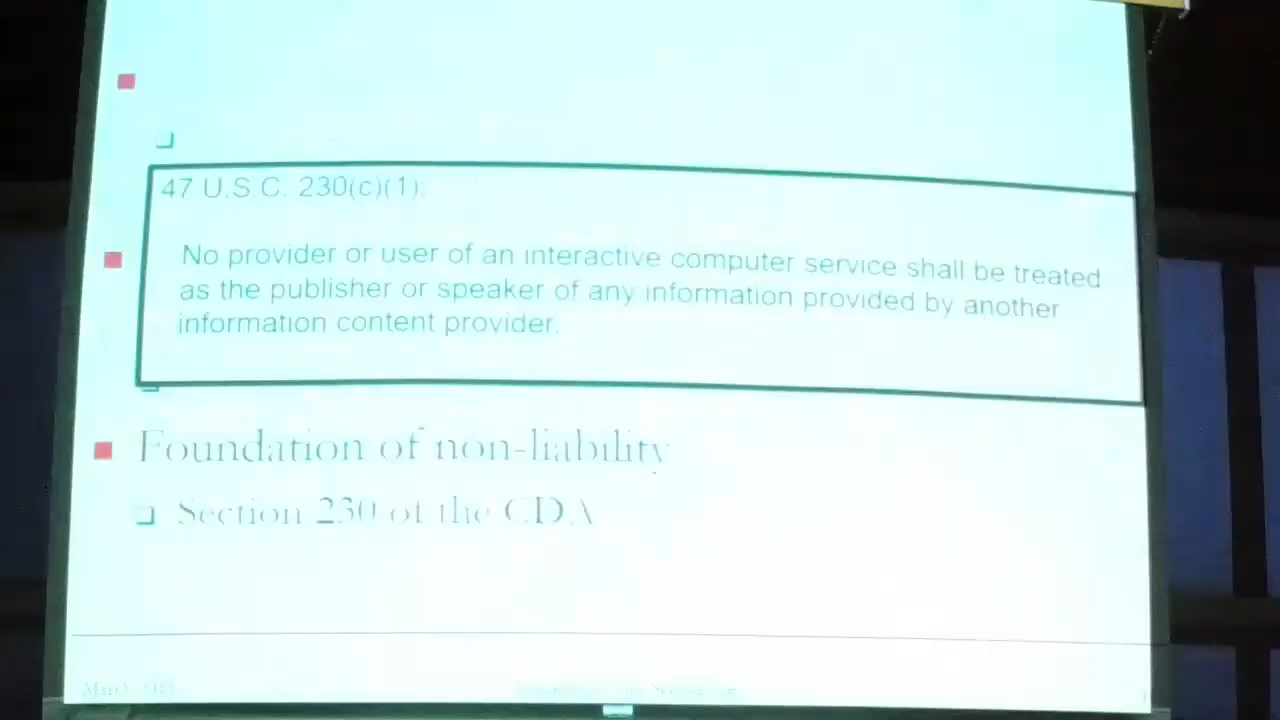 47 U.S.C. 230(c)(1):
No provider or user of an interactive computer service shall be treated
as the publisher or speaker of any information provided by another
information content provider.
Foundation of non-liability
Section 230 of the CDA